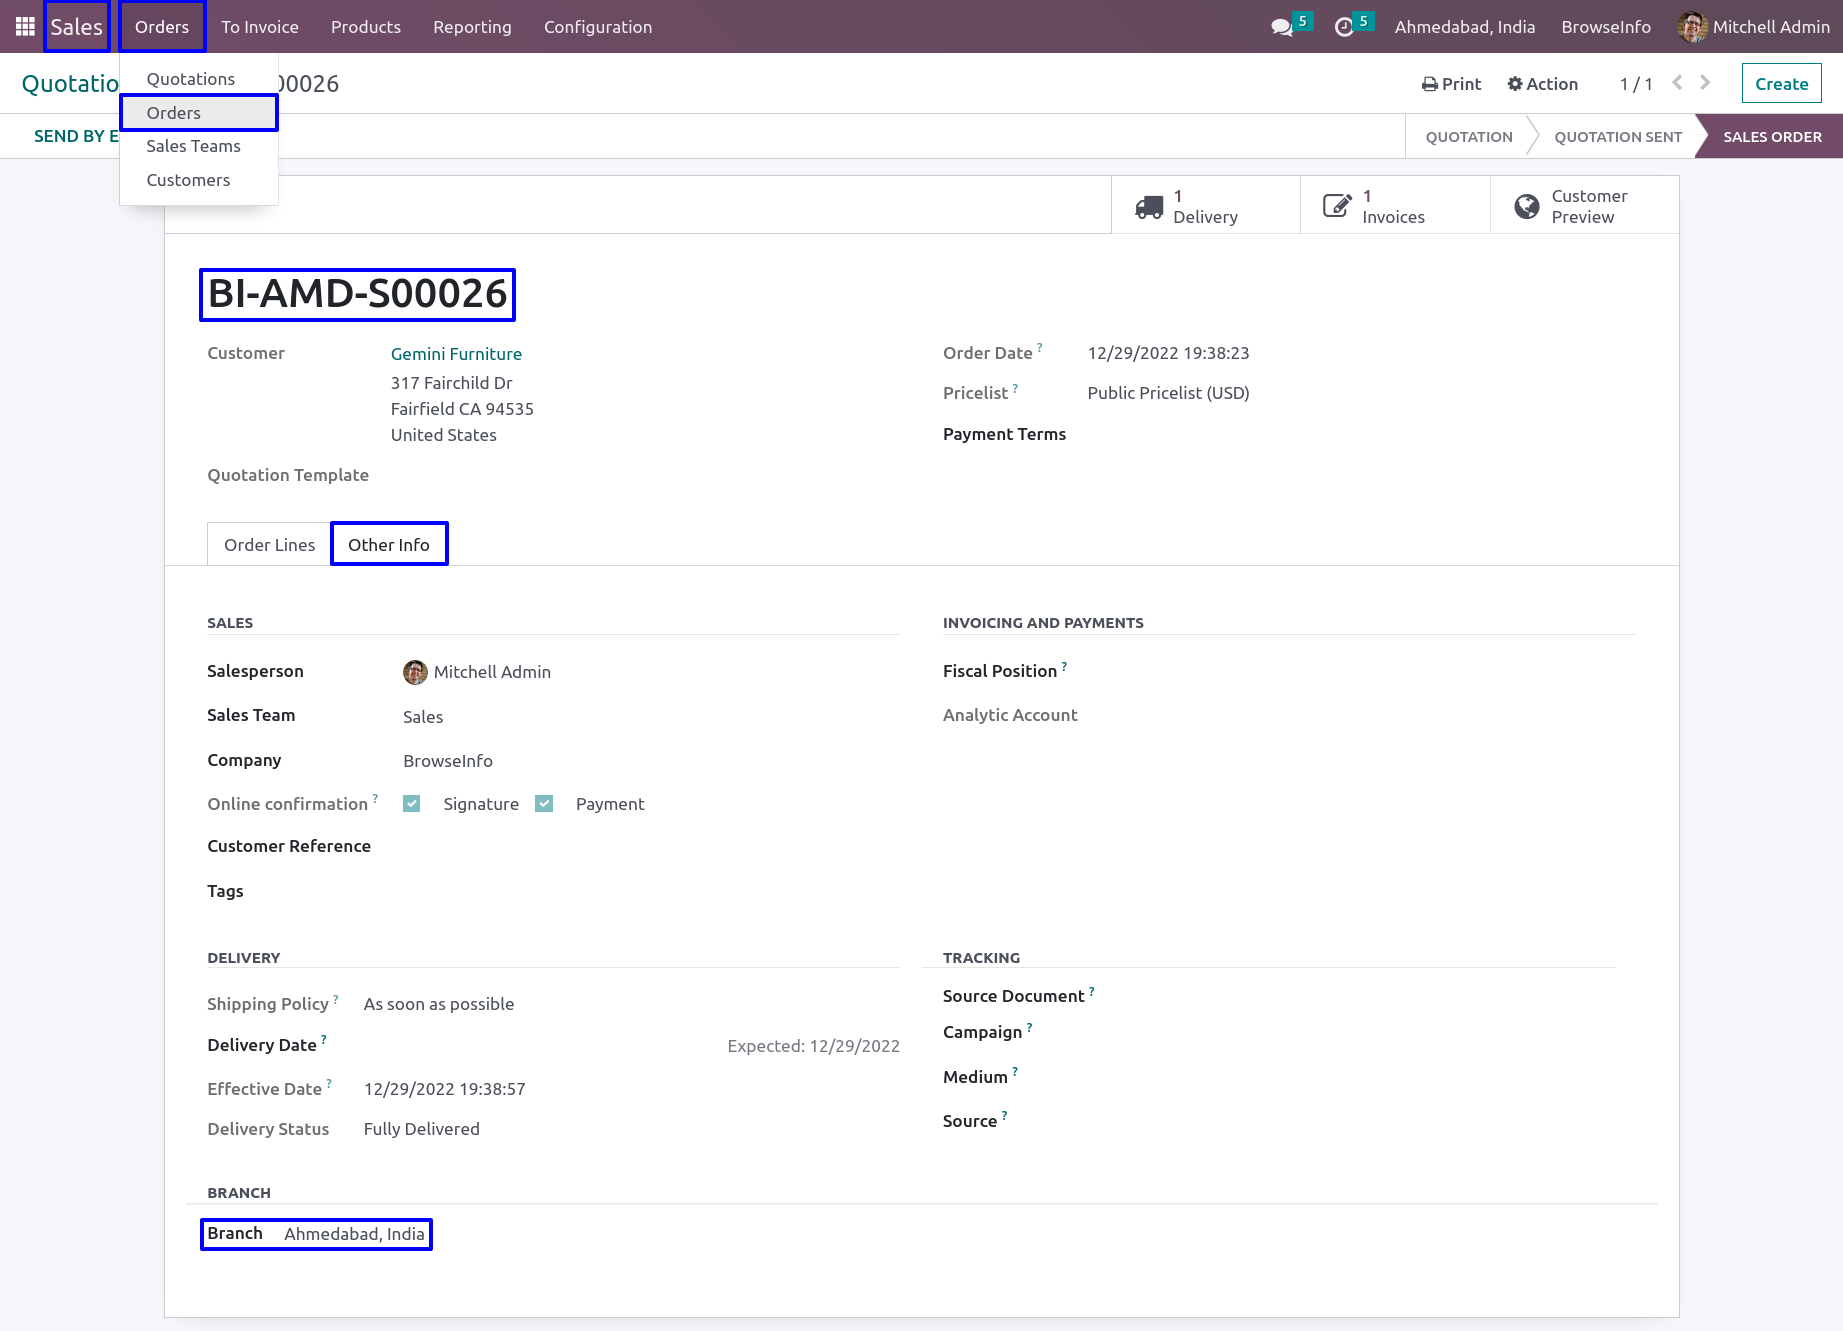 Sales Orders To Invoice Products Reporting Configuration 5 5 Ahmedabad, India BrowseInfo Mitchell Admin
Quotations
Orders
Sales Teams
Customers
Quotatio 00026 Print Action 1 / 1 Create
SEND BY E QUOTATION QUOTATION SENT SALES ORDER
1 Delivery
1 Invoices
Customer Preview
BI-AMD-S00026
Customer Gemini Furniture
317 Fairchild Dr
Fairfield CA 94535
United States
Quotation Template
Order Date ? 12/29/2022 19:38:23
Pricelist ? Public Pricelist (USD)
Payment Terms
Order Lines Other Info
SALES
Salesperson Mitchell Admin
Sales Team Sales
Company BrowseInfo
Online confirmation ? Signature Payment
Customer Reference
Tags
INVOICING AND PAYMENTS
Fiscal Position ?
Analytic Account
DELIVERY
Shipping Policy ? As soon as possible
Delivery Date ? Expected: 12/29/2022
Effective Date ? 12/29/2022 19:38:57
Delivery Status Fully Delivered
TRACKING
Source Document ?
Campaign ?
Medium ?
Source ?
BRANCH
Branch Ahmedabad, India